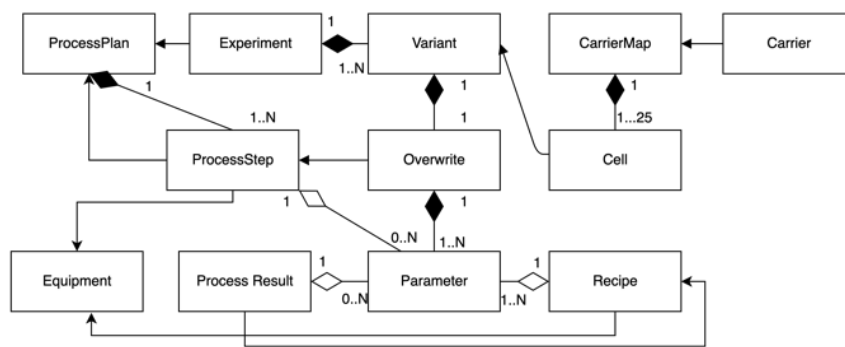 1
ProcessPlan
Experiment
Variant
CarrierMap
Carrier
1
1..N
1
1
1..N
1
1...25
ProcessStep
Overwrite
Cell
1
1
0..N
1..N
1
1
Equipment
Process Result
Parameter
Recipe
0..N
1..N